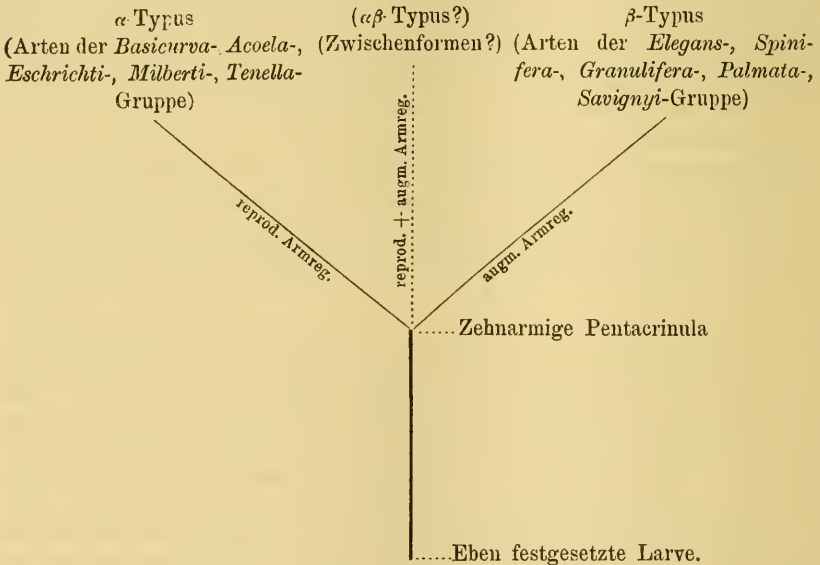 α-Typus
(Arten der Basicurva-, Acoela-,
Eschrichti-, Milberti-, Tenella-
Gruppe)
(αβ-Typus?)
(Zwischenformen?)
β-Typus
(Arten der Elegans-, Spini-
fera-, Granulifera-, Palmata-,
Savignyi-Gruppe)
reprod. Armreg.
reprod. + augm. Armreg.
augm. Armreg.
Zehnarmige Pentacrinula
Eben festgesetzte Larve.